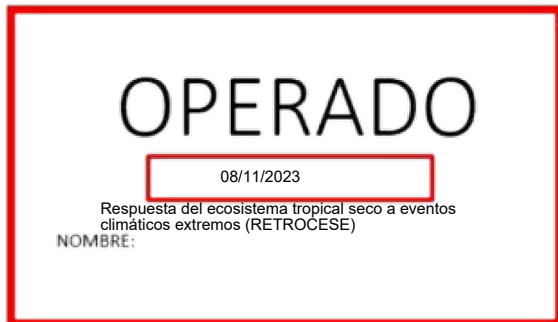 OPERADO
08/11/2023
Respuesta del ecosistema tropical seco a eventos
climáticos extremos (RETROCESE)
NOMBRE: